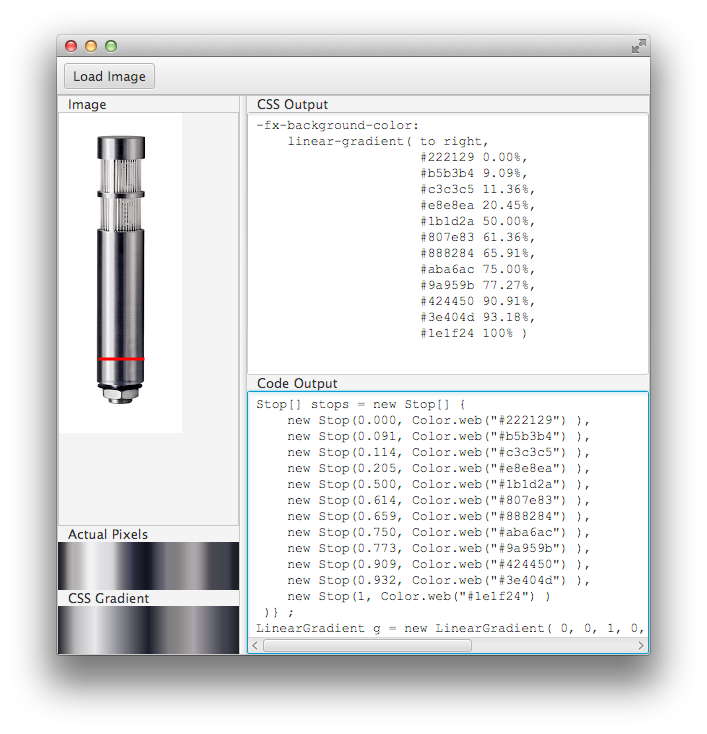 Load Image
Image
Actual Pixels
CSS Gradient
CSS Output
-fx-background-color:
linear-gradient( to right,
#222129 0.00%,
#b5b3b4 9.09%,
#c3c3c5 11.36%,
#e8e8ea 20.45%,
#1b1d2a 50.00%,
#807e83 61.36%,
#888284 65.91%,
#aba6ac 75.00%,
#9a959b 77.27%,
#424450 90.91%,
#3e404d 93.18%,
#1e1f24 100% )
Code Output
Stop[] stops = new Stop[] {
new Stop(0.000, Color.web("#222129") ),
new Stop(0.091, Color.web("#b5b3b4") ),
new Stop(0.114, Color.web("#c3c3c5") ),
new Stop(0.205, Color.web("#e8e8ea") ),
new Stop(0.500, Color.web("#1b1d2a") ),
new Stop(0.614, Color.web("#807e83") ),
new Stop(0.659, Color.web("#888284") ),
new Stop(0.750, Color.web("#aba6ac") ),
new Stop(0.773, Color.web("#9a959b") ),
new Stop(0.909, Color.web("#424450") ),
new Stop(0.932, Color.web("#3e404d") ),
new Stop(1, Color.web("#1e1f24") )
)} ;
LinearGradient g = new LinearGradient( 0, 0, 1, 0,